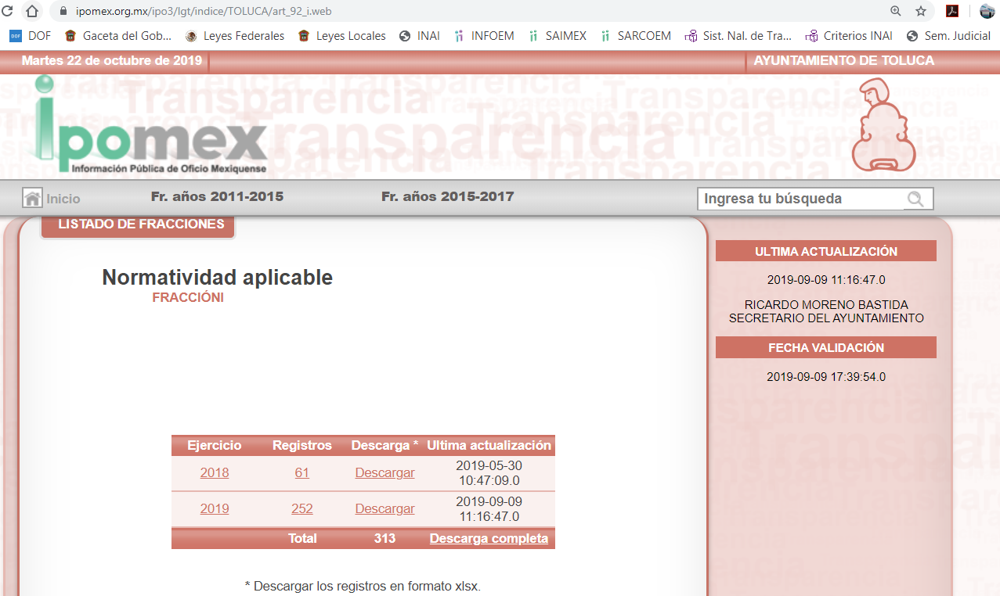 ipomex.org.mx/ipo3/lgt/indice/TOLUCA/art_92_i.web
DOF DOF Gaceta del Gob... Leyes Federales Leyes Locales INAI INFOEM SAIMEX SARCOEM Sist. Nal. de Tra... Criterios INAI Sem. Judicial
Martes 22 de octubre de 2019 AYUNTAMIENTO DE TOLUCA
ipomex
Información Pública de Oficio Mexiquense
Transparencia
Inicio Fr. años 2011-2015 Fr. años 2015-2017 Ingresa tu búsqueda
LISTADO DE FRACCIONES
Normatividad aplicable
FRACCIÓNI
Ejercicio Registros Descarga * Ultima actualización
2018 61 Descargar 2019-05-30
10:47:09.0
2019 252 Descargar 2019-09-09
11:16:47.0
Total 313 Descarga completa
* Descargar los registros en formato xlsx.
ULTIMA ACTUALIZACIÓN
2019-09-09 11:16:47.0
RICARDO MORENO BASTIDA
SECRETARIO DEL AYUNTAMIENTO
FECHA VALIDACIÓN
2019-09-09 17:39:54.0